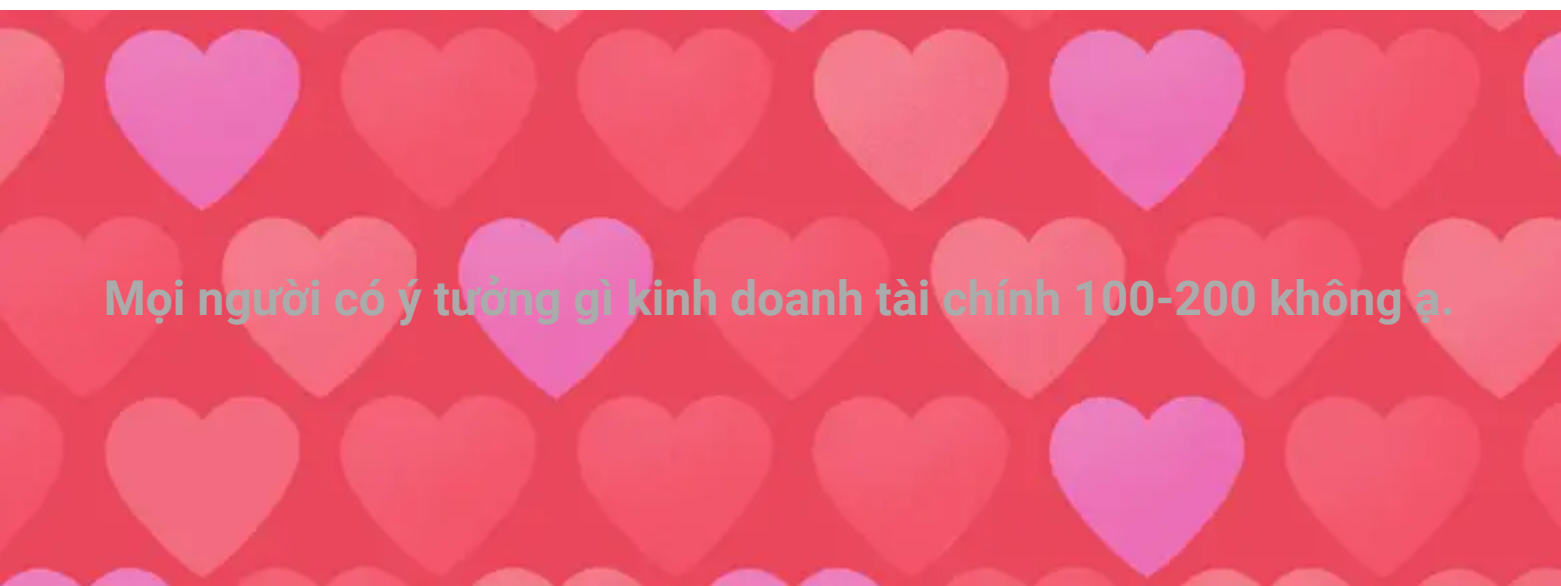 Mọi người có ý tưởng gì kinh doanh tài chính 100-200 không ạ.